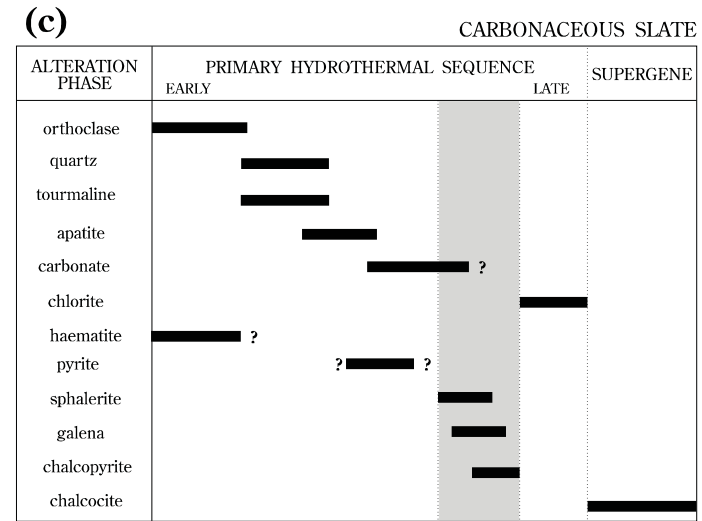 (c)
CARBONACEOUS SLATE
ALTERATION
PHASE
PRIMARY HYDROTHERMAL SEQUENCE
EARLY
LATE
SUPERGENE
orthoclase
quartz
tourmaline
apatite
carbonate ?
chlorite
haematite ?
pyrite ? ?
sphalerite
galena
chalcopyrite
chalcocite